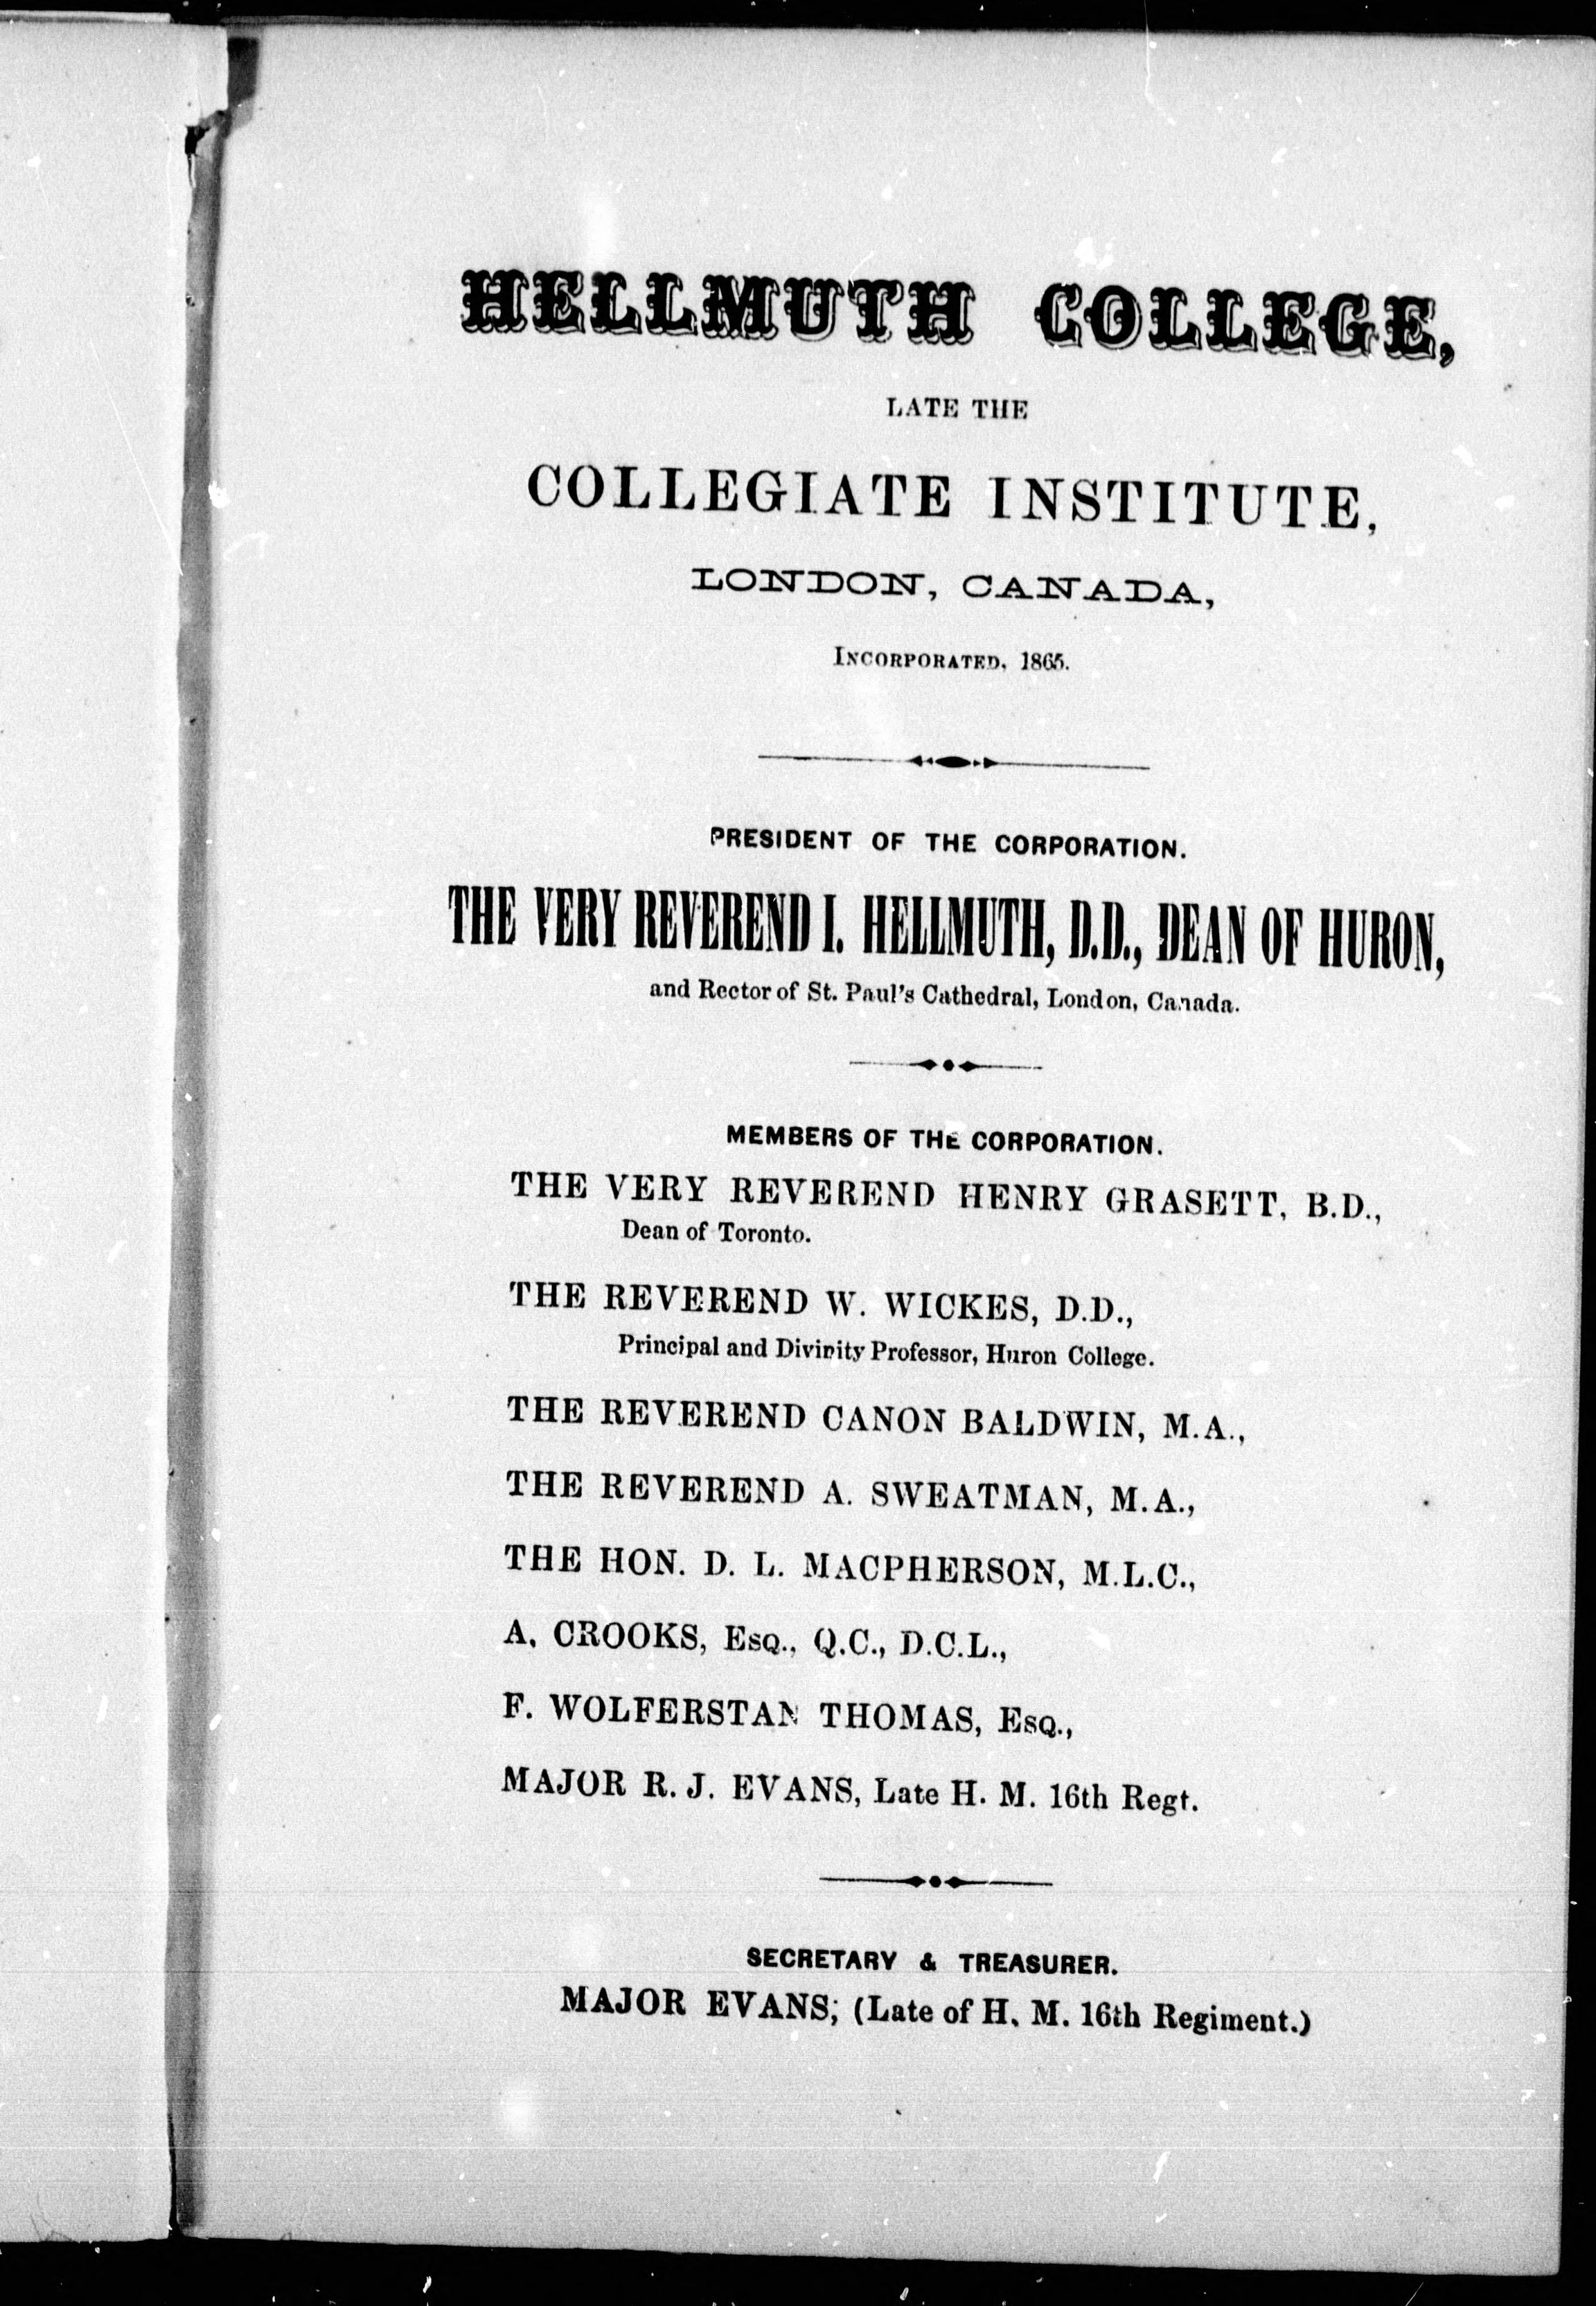 HELLMUTH COLLEGE,
LATE THE
COLLEGIATE INSTITUTE,
LONDON, CANADA,
INCORPORATED, 1865.
PRESIDENT OF THE CORPORATION.
THE VERY REVEREND I. HELLMUTH, D.D., DEAN OF HURON,
and Rector of St. Paul's Cathedral, London, Canada.
MEMBERS OF THE CORPORATION.
THE VERY REVEREND HENRY GRASETT, B.D.,
Dean of Toronto.
THE REVEREND W. WICKES, D.D.,
Principal and Divinity Professor, Huron College.
THE REVEREND CANON BALDWIN, M.A.,
THE REVEREND A. SWEATMAN, M.A.,
THE HON. D. L. MACPHERSON, M.L.C.,
A. CROOKS, ESQ., Q.C., D.C.L.,
F. WOLFERSTAN THOMAS, ESQ.,
MAJOR R. J. EVANS, Late H. M. 16th Regt.
SECRETARY & TREASURER.
MAJOR EVANS; (Late of H. M. 16th Regiment.)